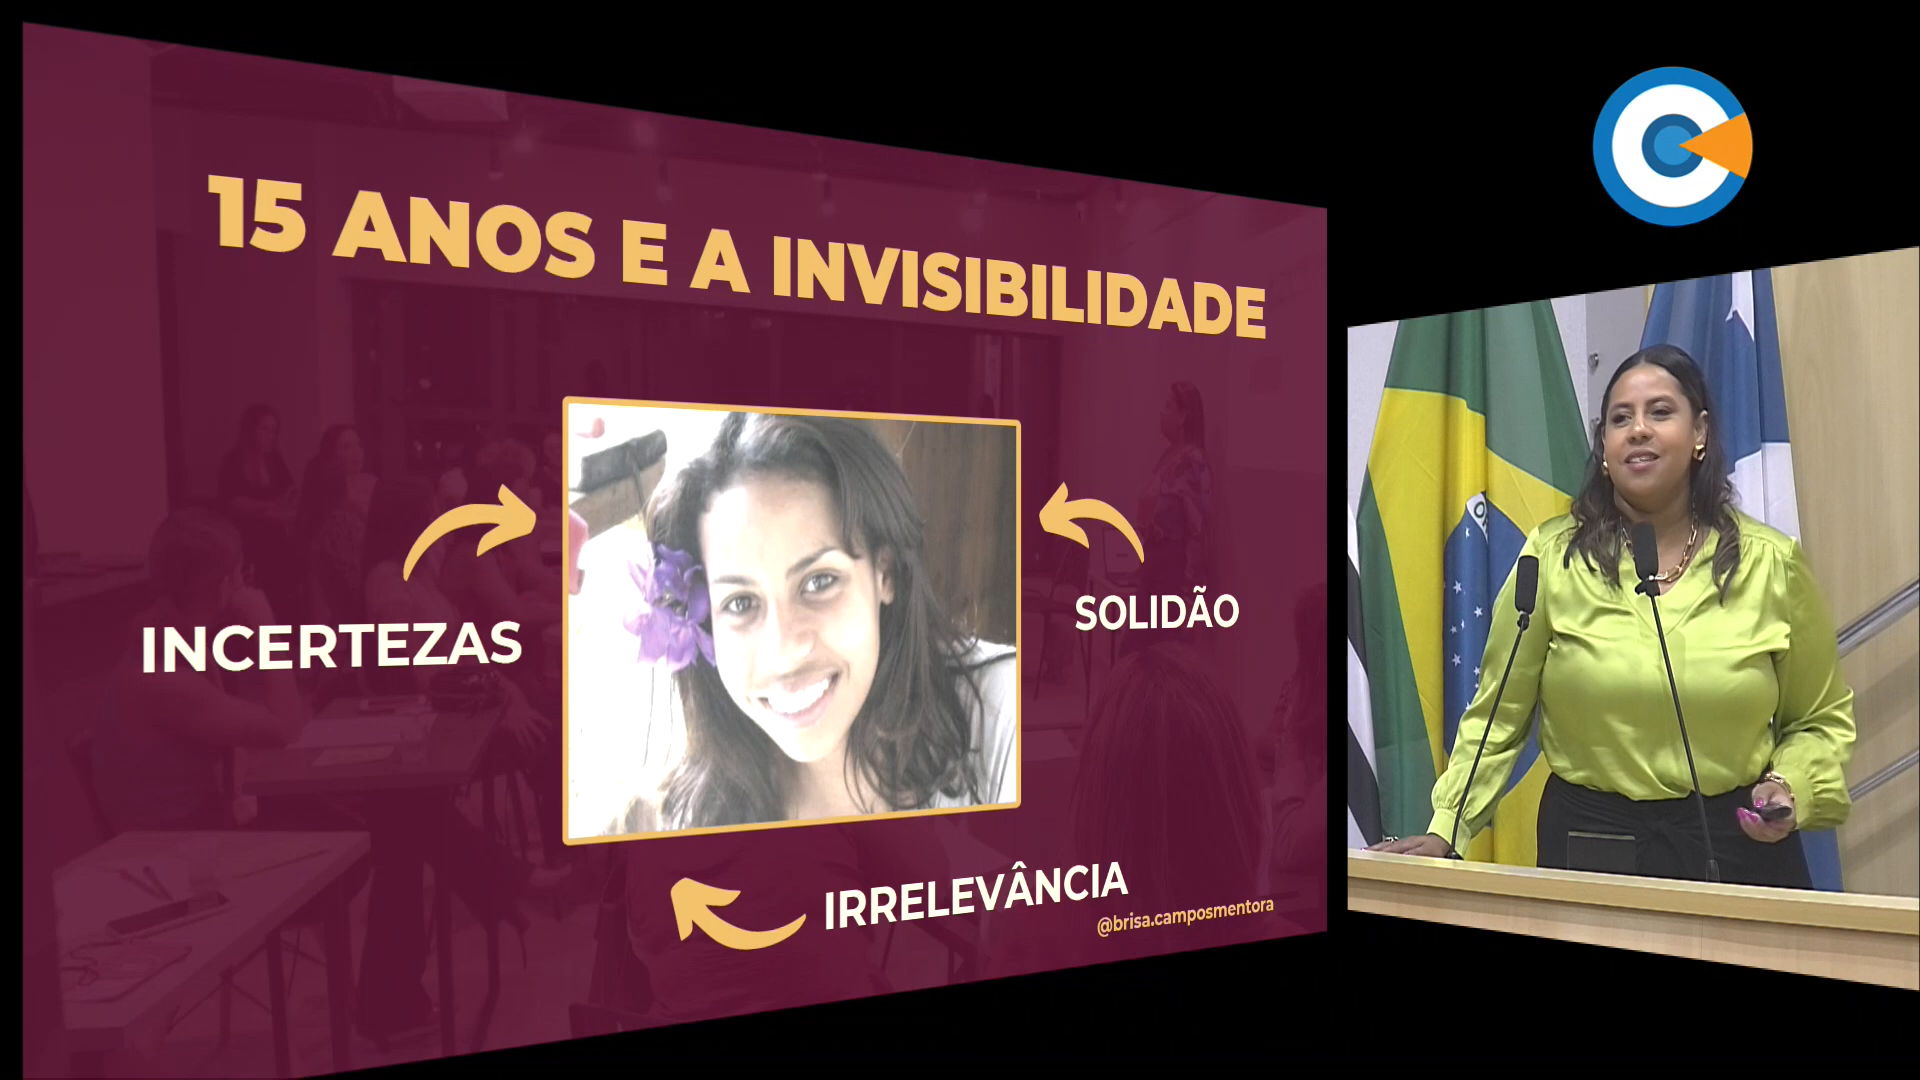 15 ANOS E A INVISIBILIDADE
INCERTEZAS
SOLIDÃO
IRRELEVÂNCIA
@brisa.camposmentora